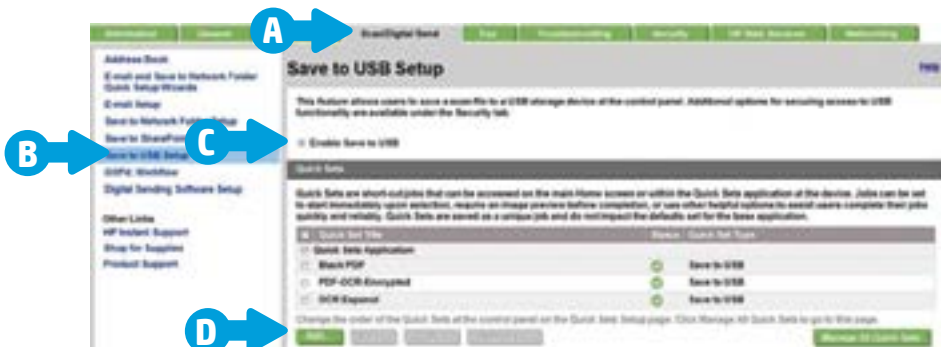 A
Information General Scan/Digital Send Fax Troubleshooting Security HP Web Services Networking
Address Book
E-mail and Save to Network Folder
Quick Setup Wizards
E-mail Setup
Save to Network Folder Setup
Save to SharePoint
B
Save to USB Setup
Digital Sending Software Setup
Other Links
HP Instant Support
Shop for Supplies
Product Support
Save to USB Setup
Help
This feature allows users to save a scan file to a USB storage device at the control panel. Additional options for securing access to USB
functionality are available under the Security tab.
C
Enable Save to USB
Quick Sets
Quick Sets are short-cut jobs that can be accessed on the main Home screen or within the Quick Sets application at the device. Jobs can be set
to start immediately upon selection, require an image preview before completion, or use other helpful options to assist users complete their jobs
quickly and reliably. Quick Sets are saved as a unique job and do not impact the defaults set for the base application.
Quick Set Title Status Quick Set Type
Quick Sets Application
Black PDF Save to USB
PDF-OCR-Encrypted Save to USB
OCR Espanol Save to USB
Change the order of the Quick Sets at the control panel on the Quick Sets Setup page. Click Manage All Quick Sets to go to this page.
D
Add... Manage All Quick Sets...